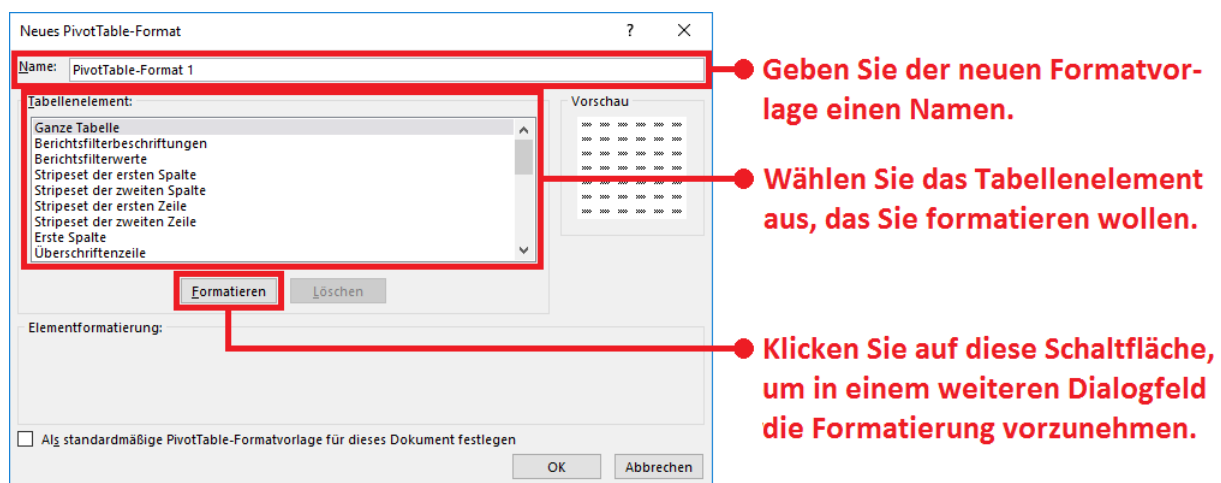 Neues PivotTable-Format
?
Name: PivotTable-Format 1
Geben Sie der neuen Formatvor-
lage einen Namen.
Tabellenelement:
Ganze Tabelle
Berichtsfilterbeschriftungen
Berichtsfilterwerte
Stripeset der ersten Spalte
Stripeset der zweiten Spalte
Stripeset der ersten Zeile
Stripeset der zweiten Zeile
Erste Spalte
Überschriftenzeile
Vorschau
Wählen Sie das Tabellenelement
aus, das Sie formatieren wollen.
Formatieren
Löschen
Elementformatierung:
Klicken Sie auf diese Schaltfläche,
um in einem weiteren Dialogfeld
die Formatierung vorzunehmen.
Als standardmäßige PivotTable-Formatvorlage für dieses Dokument festlegen
OK
Abbrechen